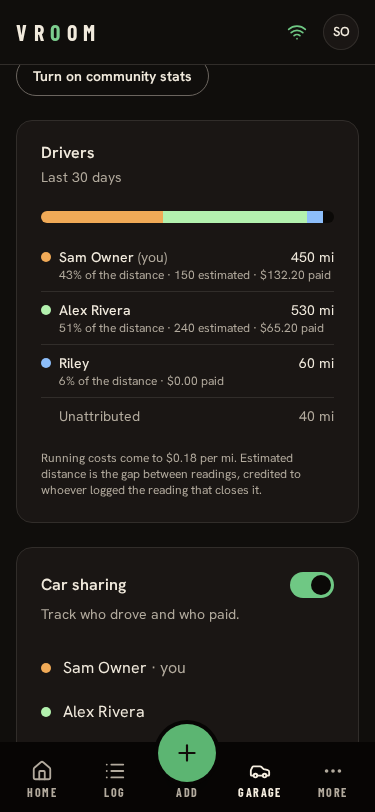 VROOM
SO
Turn on community stats
Drivers
Last 30 days
Sam Owner (you) 450 mi
43% of the distance · 150 estimated · $132.20 paid
Alex Rivera 530 mi
51% of the distance · 240 estimated · $65.20 paid
Riley 60 mi
6% of the distance · $0.00 paid
Unattributed 40 mi
Running costs come to $0.18 per mi. Estimated
distance is the gap between readings, credited to
whoever logged the reading that closes it.
Car sharing
Track who drove and who paid.
Sam Owner · you
Alex Rivera
HOME LOG ADD GARAGE MORE